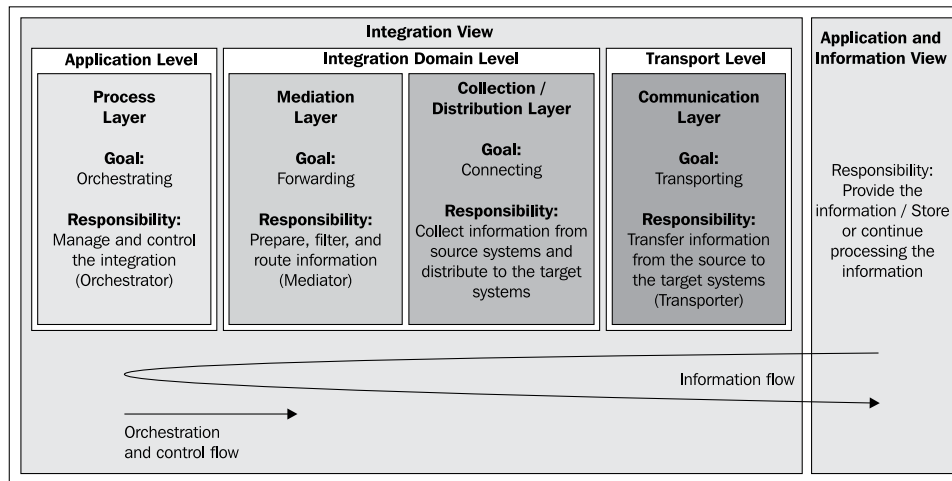 Integration View
Application Level
Process
Layer
Goal:
Orchestrating
Responsibility:
Manage and control
the integration
(Orchestrator)
Integration Domain Level
Mediation
Layer
Goal:
Forwarding
Responsibility:
Prepare, filter, and
route information
(Mediator)
Collection /
Distribution Layer
Goal:
Connecting
Responsibility:
Collect information from
source systems and
distribute to the target
systems
Transport Level
Communication
Layer
Goal:
Transporting
Responsibility:
Transfer information
from the source to
the target systems
(Transporter)
Application and
Information View
Responsibility:
Provide the
information / Store
or continue
processing the
information
Information flow
Orchestration
and control flow